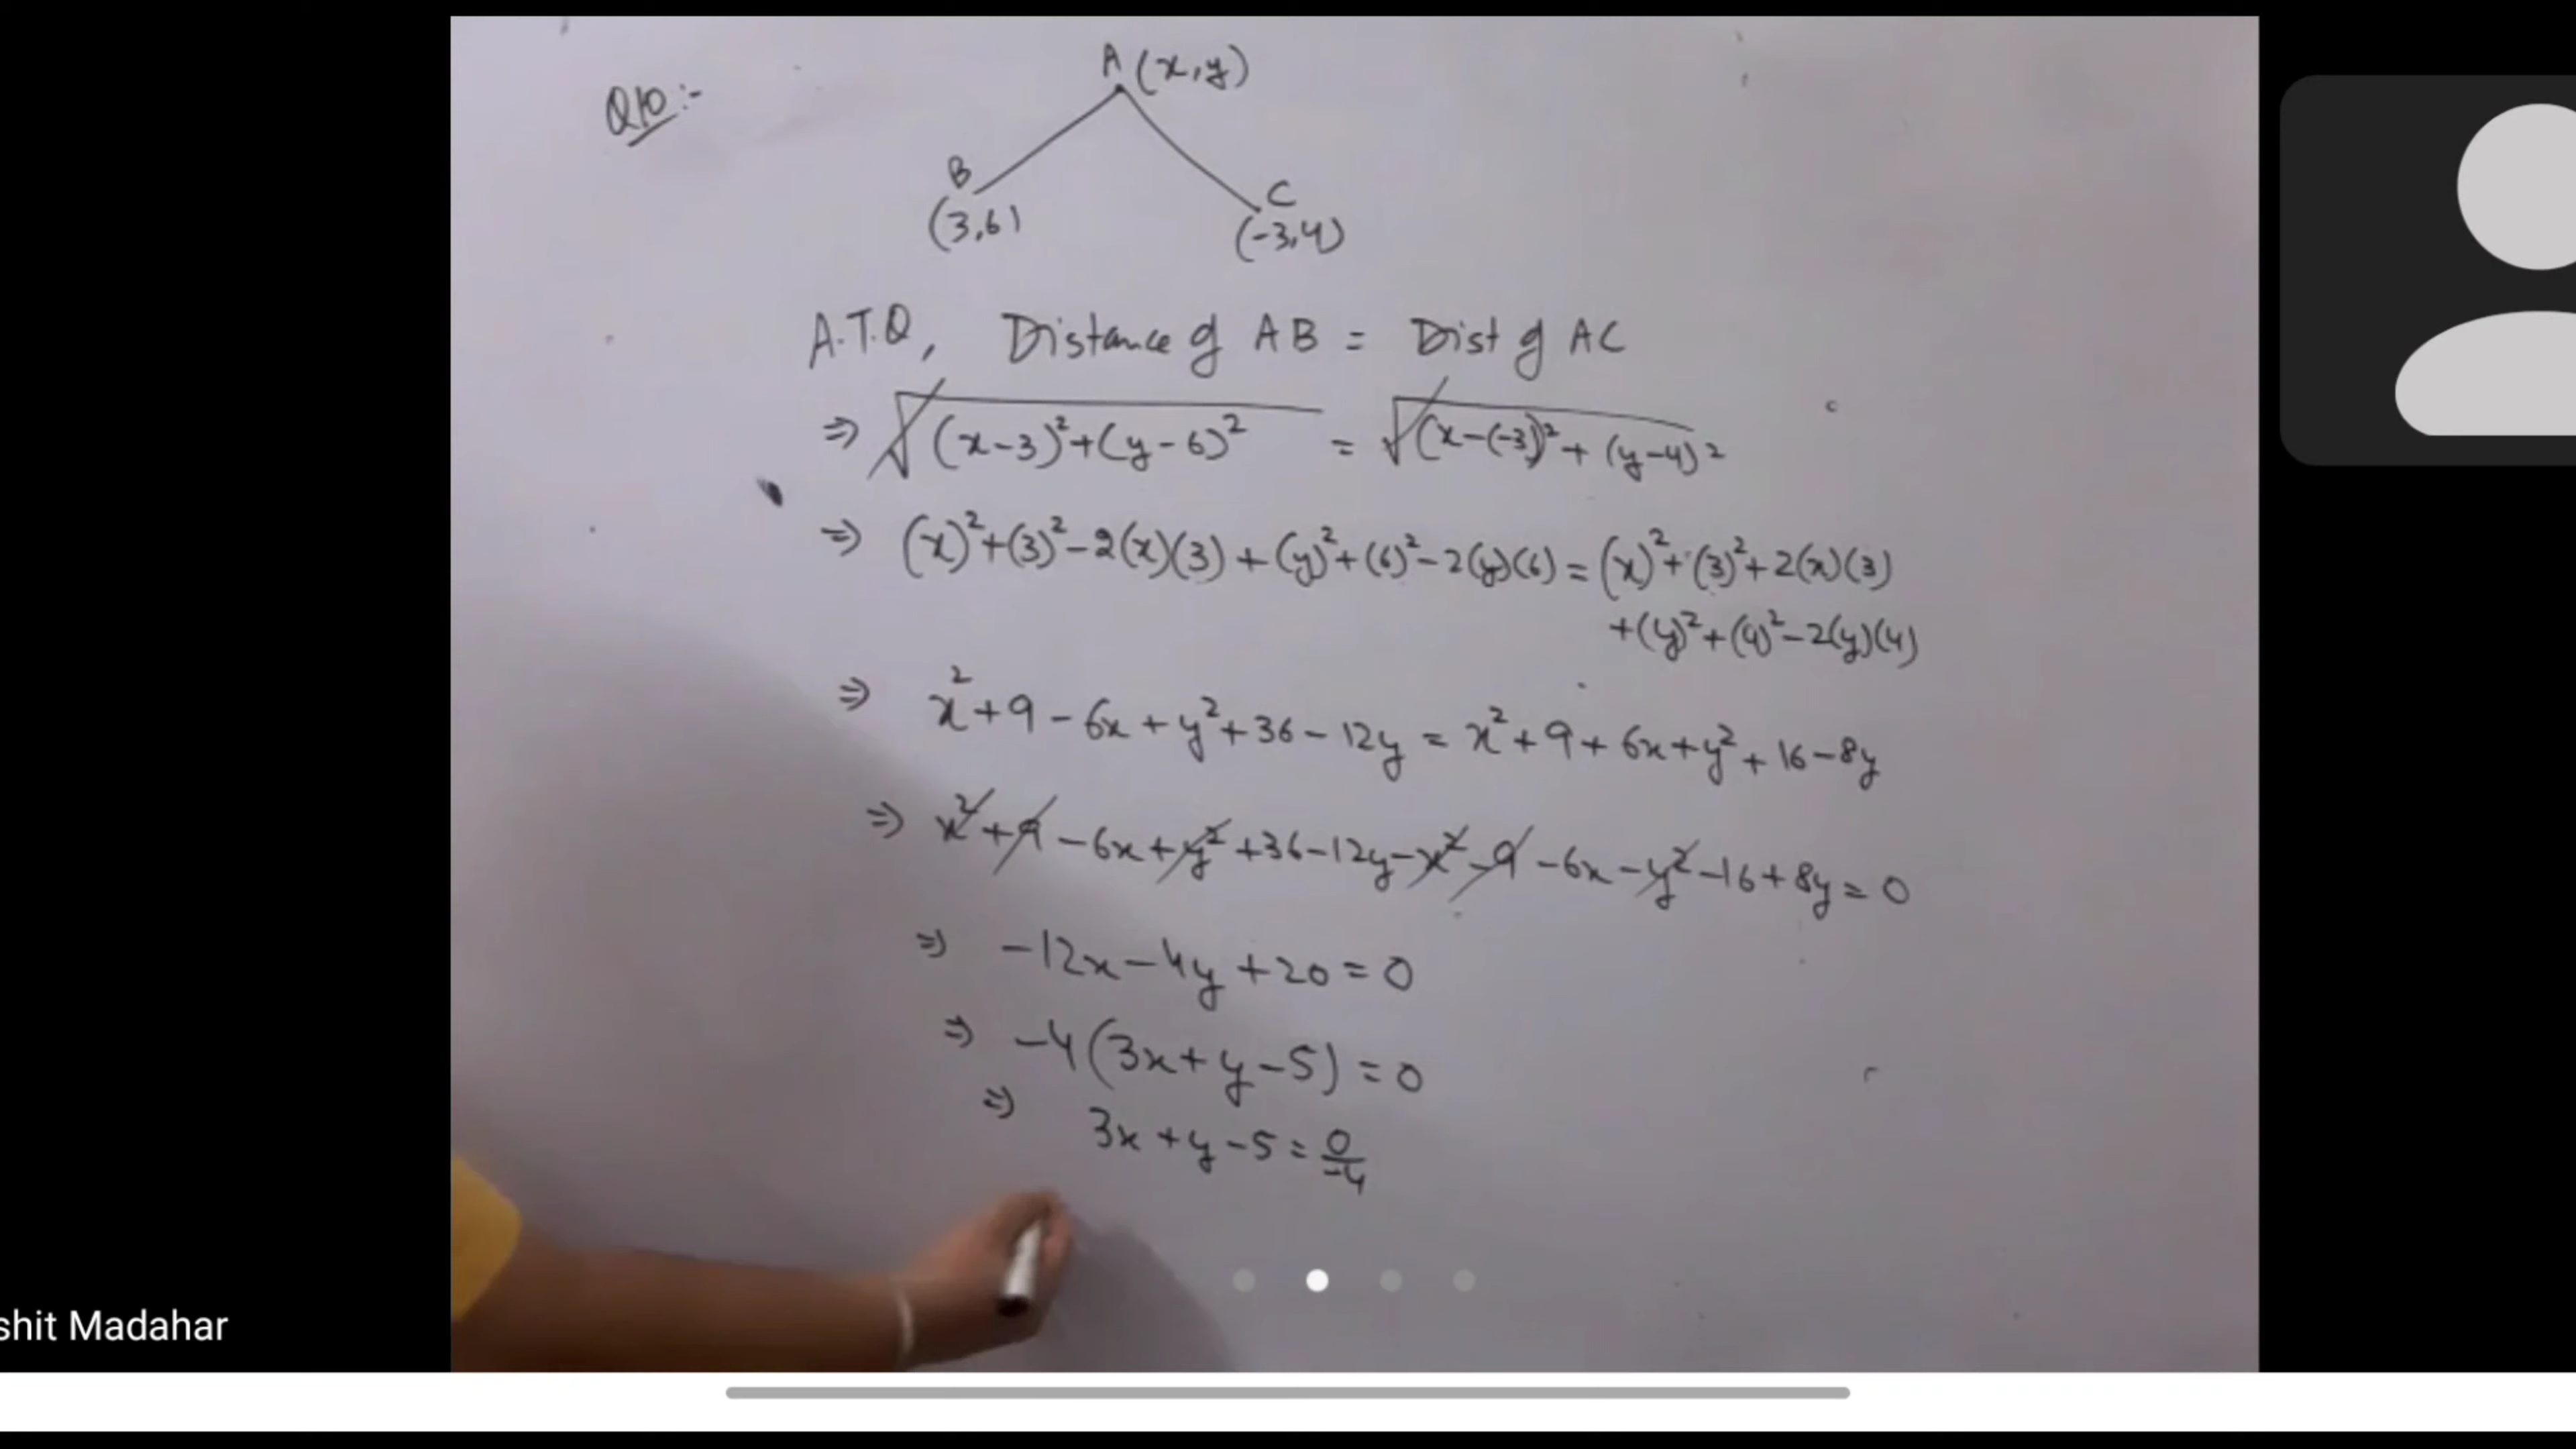 Q10:-
A (x,y)
B
(3,6)
C
(-3,4)
A.T.Q, Distance of AB = Dist of AC
⇒ √(x-3)²+(y-6)² = √(x-(-3))²+(y-4)²
⇒ (x)²+(3)²-2(x)(3)+(y)²+(6)²-2(y)(6)=(x)²+(3)²+2(x)(3)
+(y)²+(4)²-2(y)(4)
⇒ x²+9-6x+y²+36-12y=x²+9+6x+y²+16-8y
⇒ x²+9-6x+y²+36-12y-x²-9-6x-y²-16+8y=0
⇒ -12x-4y+20=0
⇒ -4(3x+y-5)=0
⇒ 3x+y-5=0/-4
shit Madahar